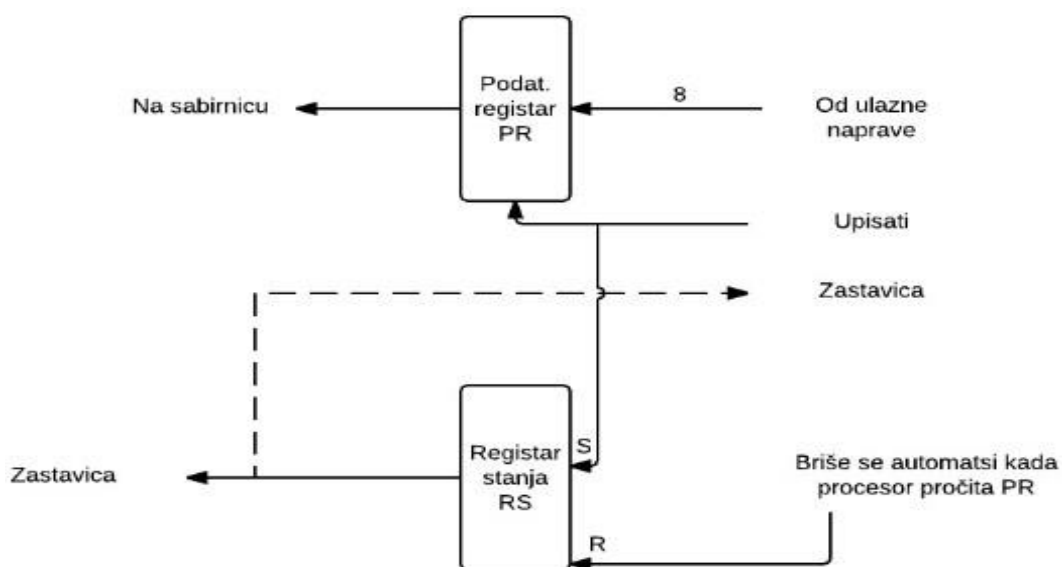 Podat.
registar
PR
Na sabirnicu
8
Od ulazne
naprave
Upisati
Zastavica
Registar
stanja
RS
S
R
Zastavica
Briše se automatsi kada
procesor pročita PR